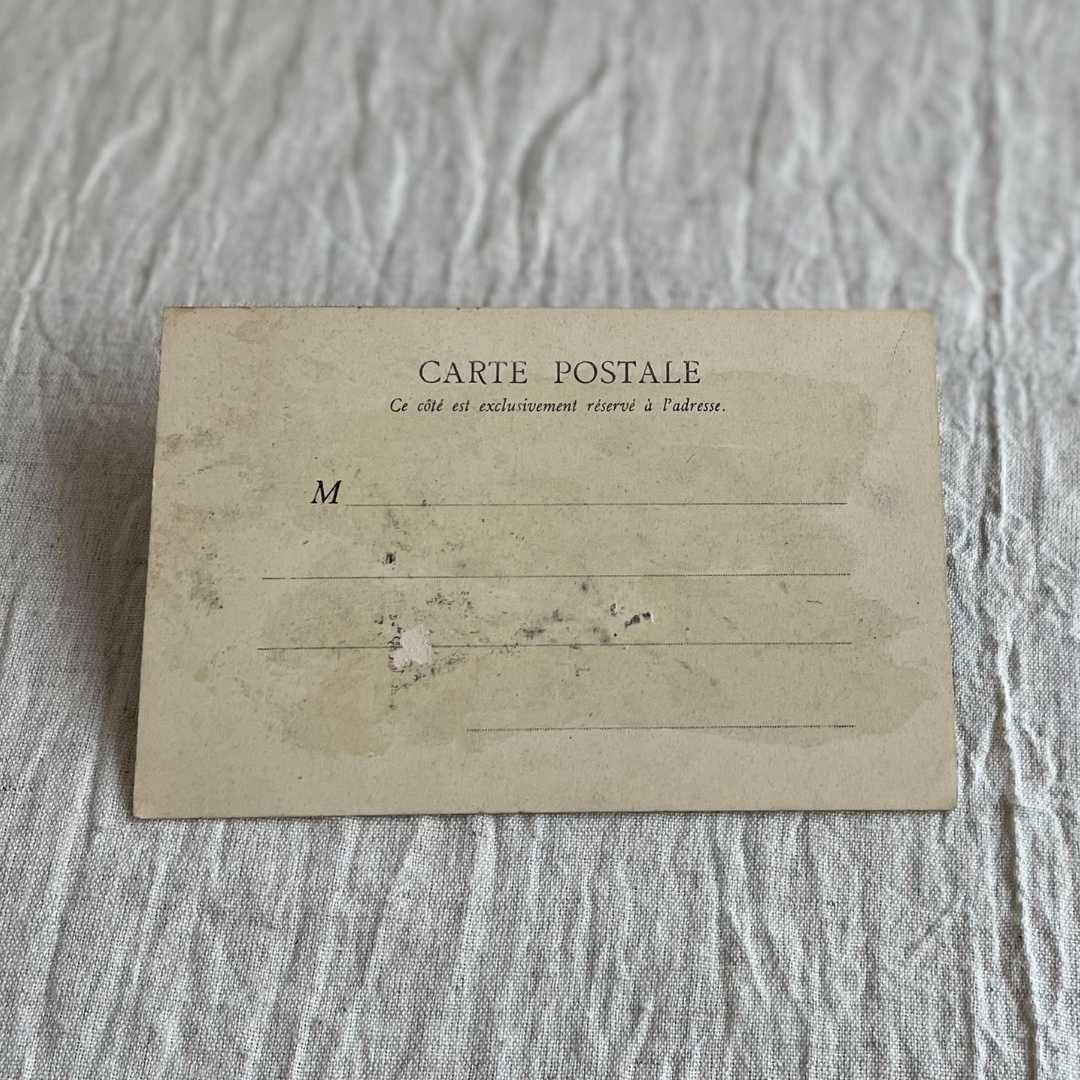 CARTE POSTALE
Ce côté est exclusivement réservé à l'adresse.
M